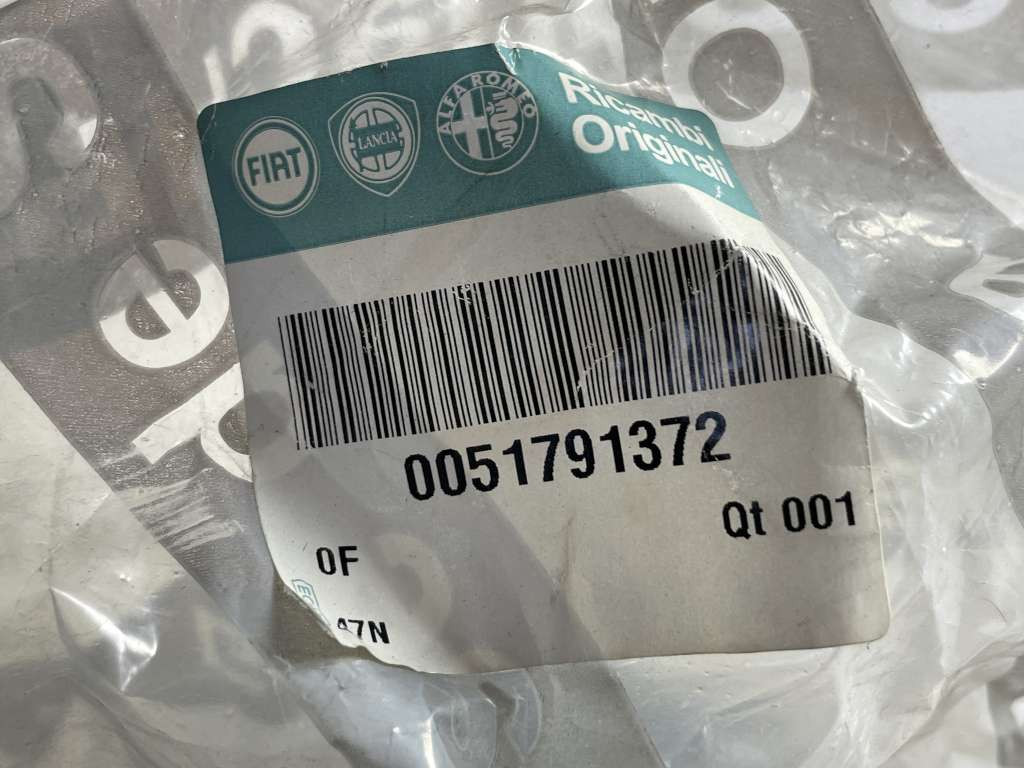 FIAT
LANCIA
ALFA ROMEO
Ricambi
Originali
0051791372
Qt 001
0F
47N